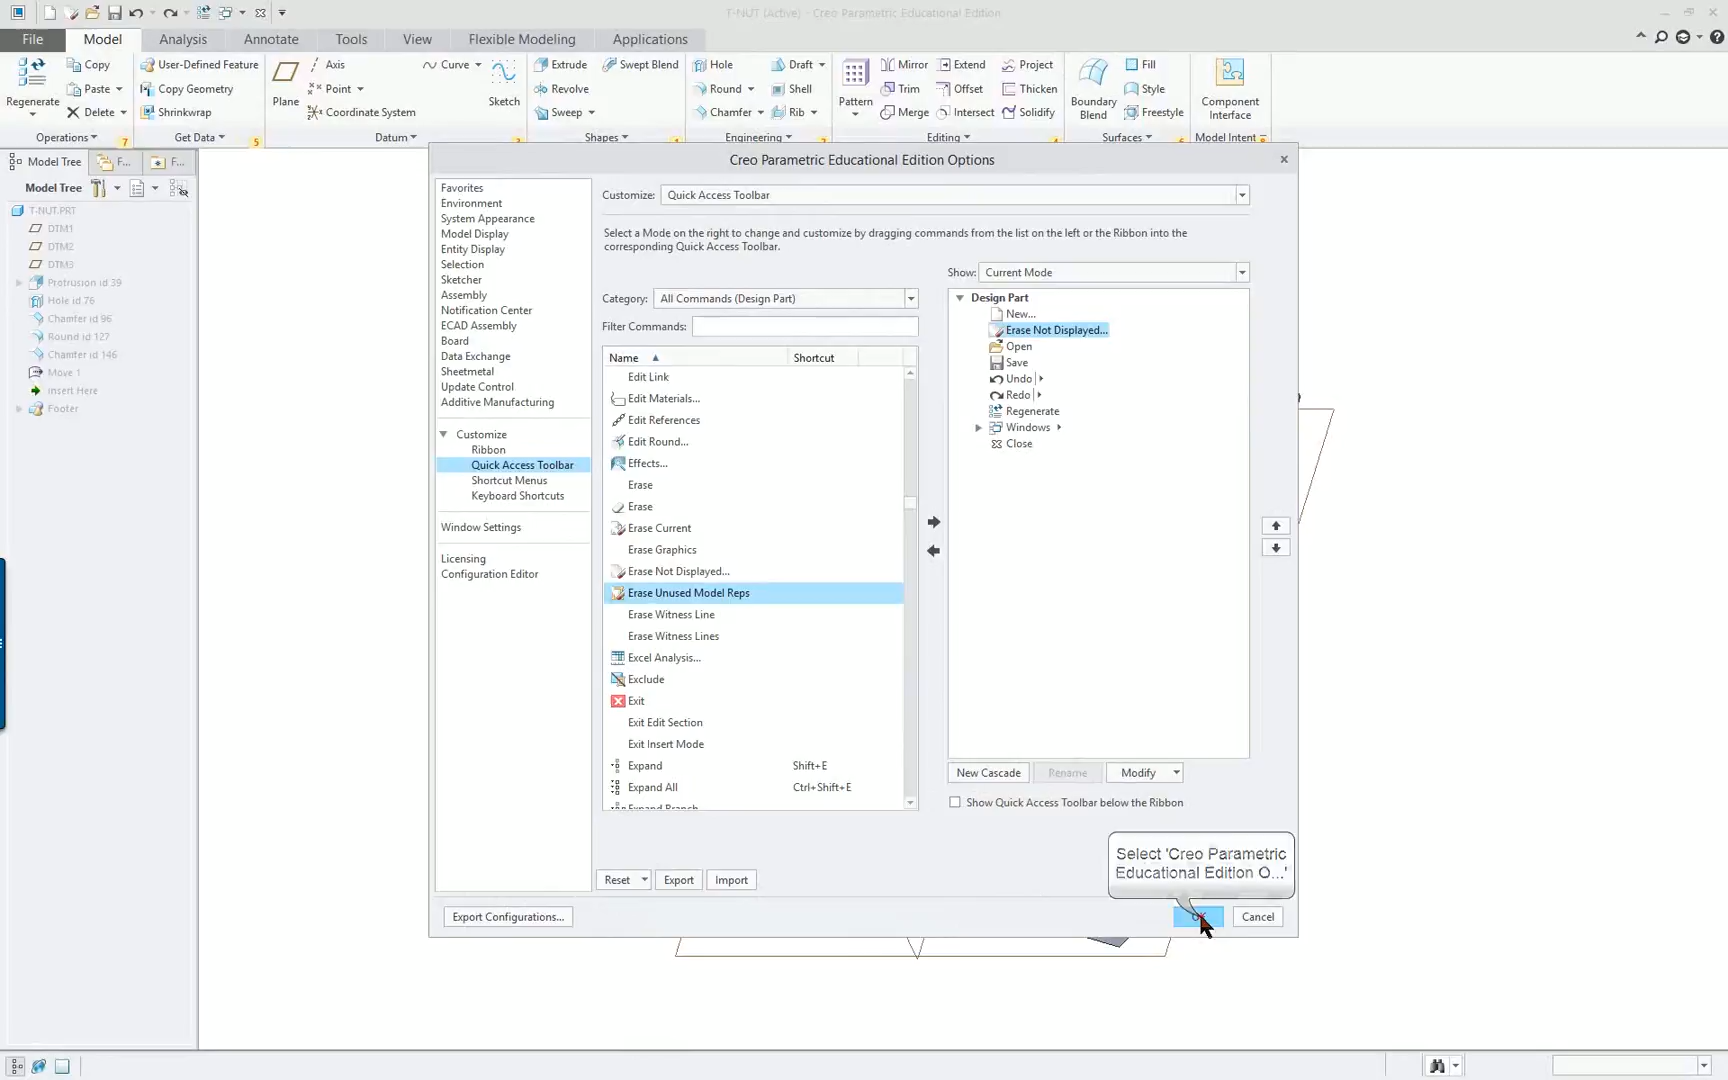 T-NUT (Active) - Creo Parametric Educational Edition
File
Model
Analysis
Annotate
Tools
View
Flexible Modeling
Applications
Regenerate
Copy
Paste
Delete
Operations
7
User-Defined Feature
Copy Geometry
Shrinkwrap
Get Data
5
Plane
Axis
Point
Coordinate System
Curve
Sketch
Datum
Extrude
Revolve
Sweep
Swept Blend
Shapes
Hole
Round
Chamfer
Draft
Shell
Rib
Engineering
Pattern
Mirror
Trim
Merge
Extend
Offset
Intersect
Project
Thicken
Solidify
Editing
Boundary
Blend
Fill
Style
Freestyle
Surfaces
Component
Interface
Model Intent
Model Tree
F...
F...
Model Tree
T-NUT.PRT
DTM1
DTM2
DTM3
Protrusion id 39
Hole id 76
Chamfer id 96
Round id 127
Chamfer id 146
Move 1
Insert Here
Footer
Creo Parametric Educational Edition Options
Favorites
Environment
System Appearance
Model Display
Entity Display
Selection
Sketcher
Assembly
Notification Center
ECAD Assembly
Board
Data Exchange
Sheetmetal
Update Control
Additive Manufacturing
Customize
Ribbon
Quick Access Toolbar
Shortcut Menus
Keyboard Shortcuts
Window Settings
Licensing
Configuration Editor
Customize: Quick Access Toolbar
Select a Mode on the right to change and customize by dragging commands from the list on the left or the Ribbon into the
corresponding Quick Access Toolbar.
Category: All Commands (Design Part)
Filter Commands:
Name Shortcut
Edit Link
Edit Materials...
Edit References
Edit Round...
Effects...
Erase
Erase
Erase Current
Erase Graphics
Erase Not Displayed...
Erase Unused Model Reps
Erase Witness Line
Erase Witness Lines
Excel Analysis...
Exclude
Exit
Exit Edit Section
Exit Insert Mode
Expand Shift+E
Expand All Ctrl+Shift+E
Expand Branch
Show: Current Mode
Design Part
New...
Erase Not Displayed...
Open
Save
Undo
Redo
Regenerate
Windows
Close
New Cascade
Rename
Modify
Show Quick Access Toolbar below the Ribbon
Select 'Creo Parametric
Educational Edition O...'
Reset
Export
Import
Export Configurations...
OK
Cancel